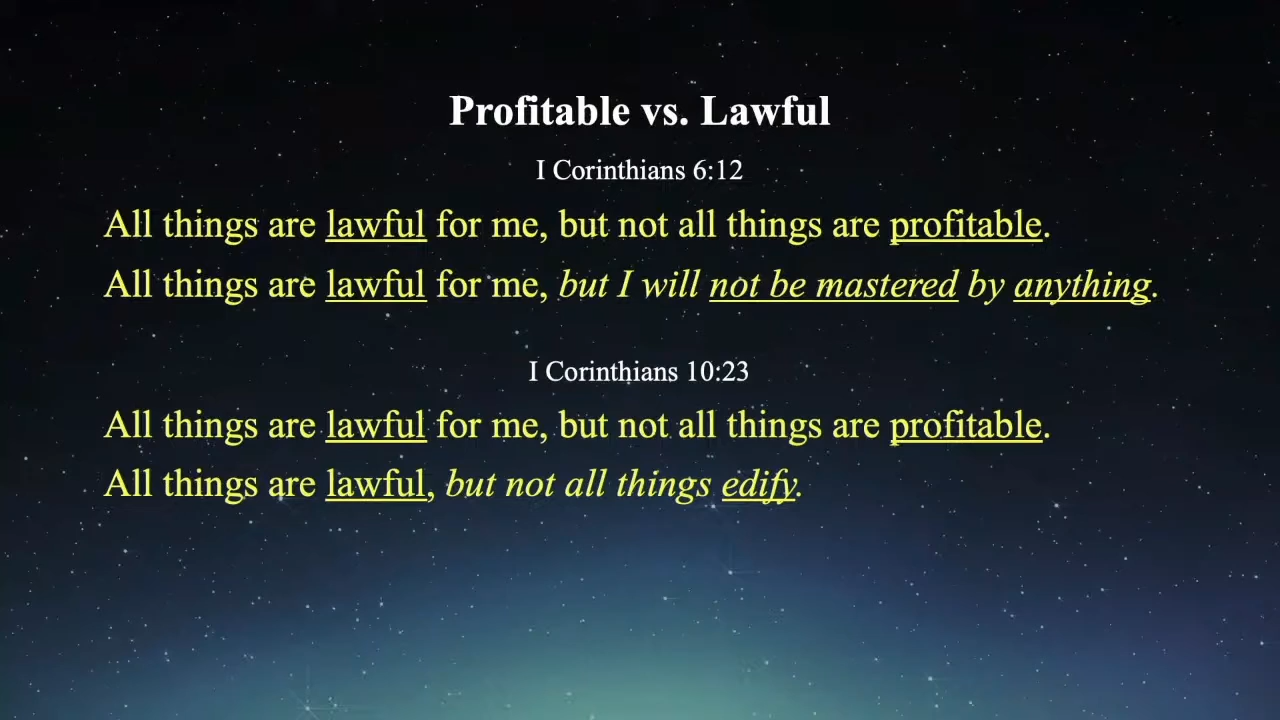 Profitable vs. Lawful
I Corinthians 6:12
All things are lawful for me, but not all things are profitable.
All things are lawful for me, but I will not be mastered by anything.
I Corinthians 10:23
All things are lawful for me, but not all things are profitable.
All things are lawful, but not all things edify.